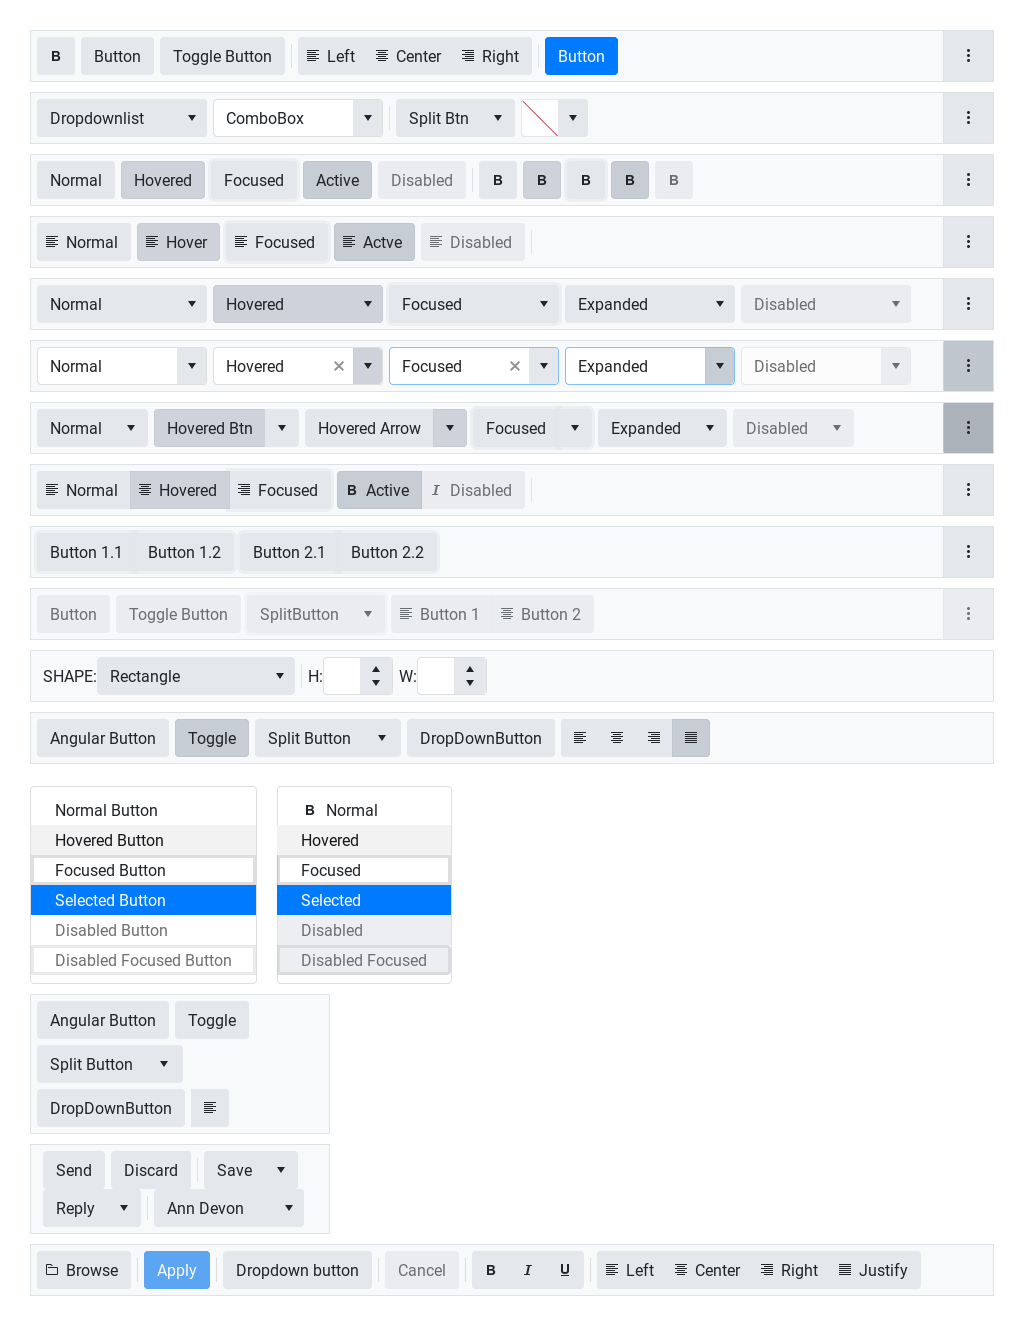 B Button Toggle Button Left Center Right Button
Dropdownlist ComboBox Split Btn
Normal Hovered Focused Active Disabled B B B B B
Normal Hover Focused Actve Disabled
Normal Hovered Focused Expanded Disabled
Normal Hovered Focused Expanded Disabled
Normal Hovered Btn Hovered Arrow Focused Expanded Disabled
Normal Hovered Focused B Active I Disabled
Button 1.1 Button 1.2 Button 2.1 Button 2.2
Button Toggle Button SplitButton Button 1 Button 2
SHAPE: Rectangle H: W:
Angular Button Toggle Split Button DropDownButton
Normal Button
Hovered Button
Focused Button
Selected Button
Disabled Button
Disabled Focused Button
B Normal
Hovered
Focused
Selected
Disabled
Disabled Focused
Angular Button Toggle
Split Button
DropDownButton
Send Discard Save
Reply Ann Devon
Browse Apply Dropdown button Cancel B I U Left Center Right Justify